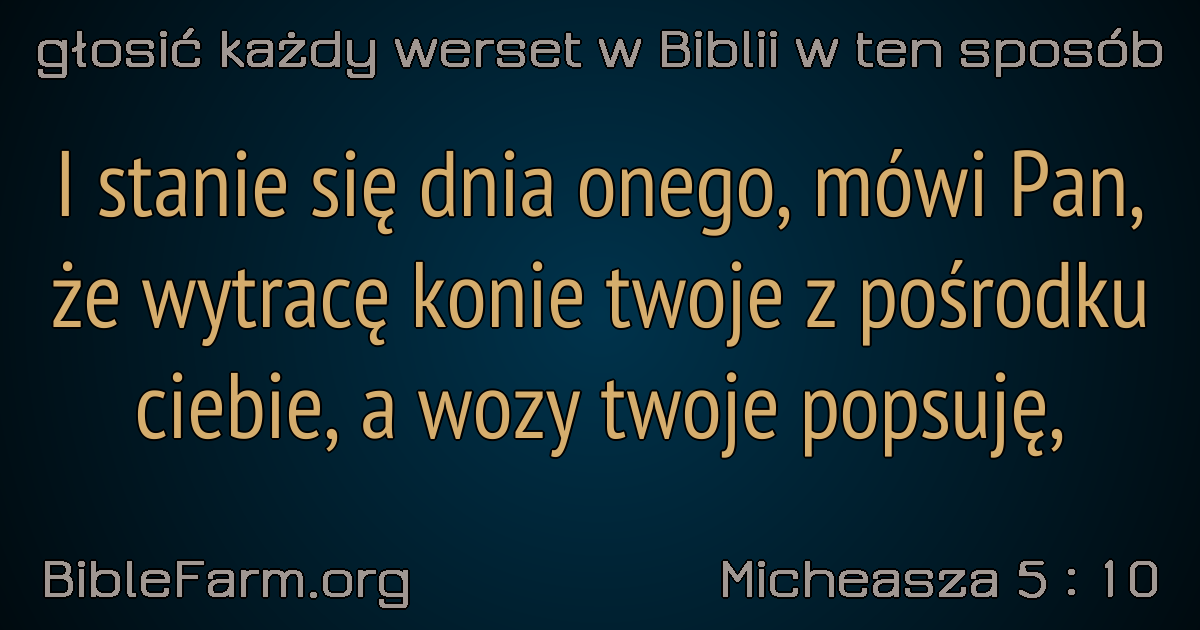 głosić każdy werset w Biblii w ten sposób
I stanie się dnia onego, mówi Pan,
że wytracę konie twoje z pośrodku
ciebie, a wozy twoje popsuję,
BibleFarm.org
Micheasza 5 : 10